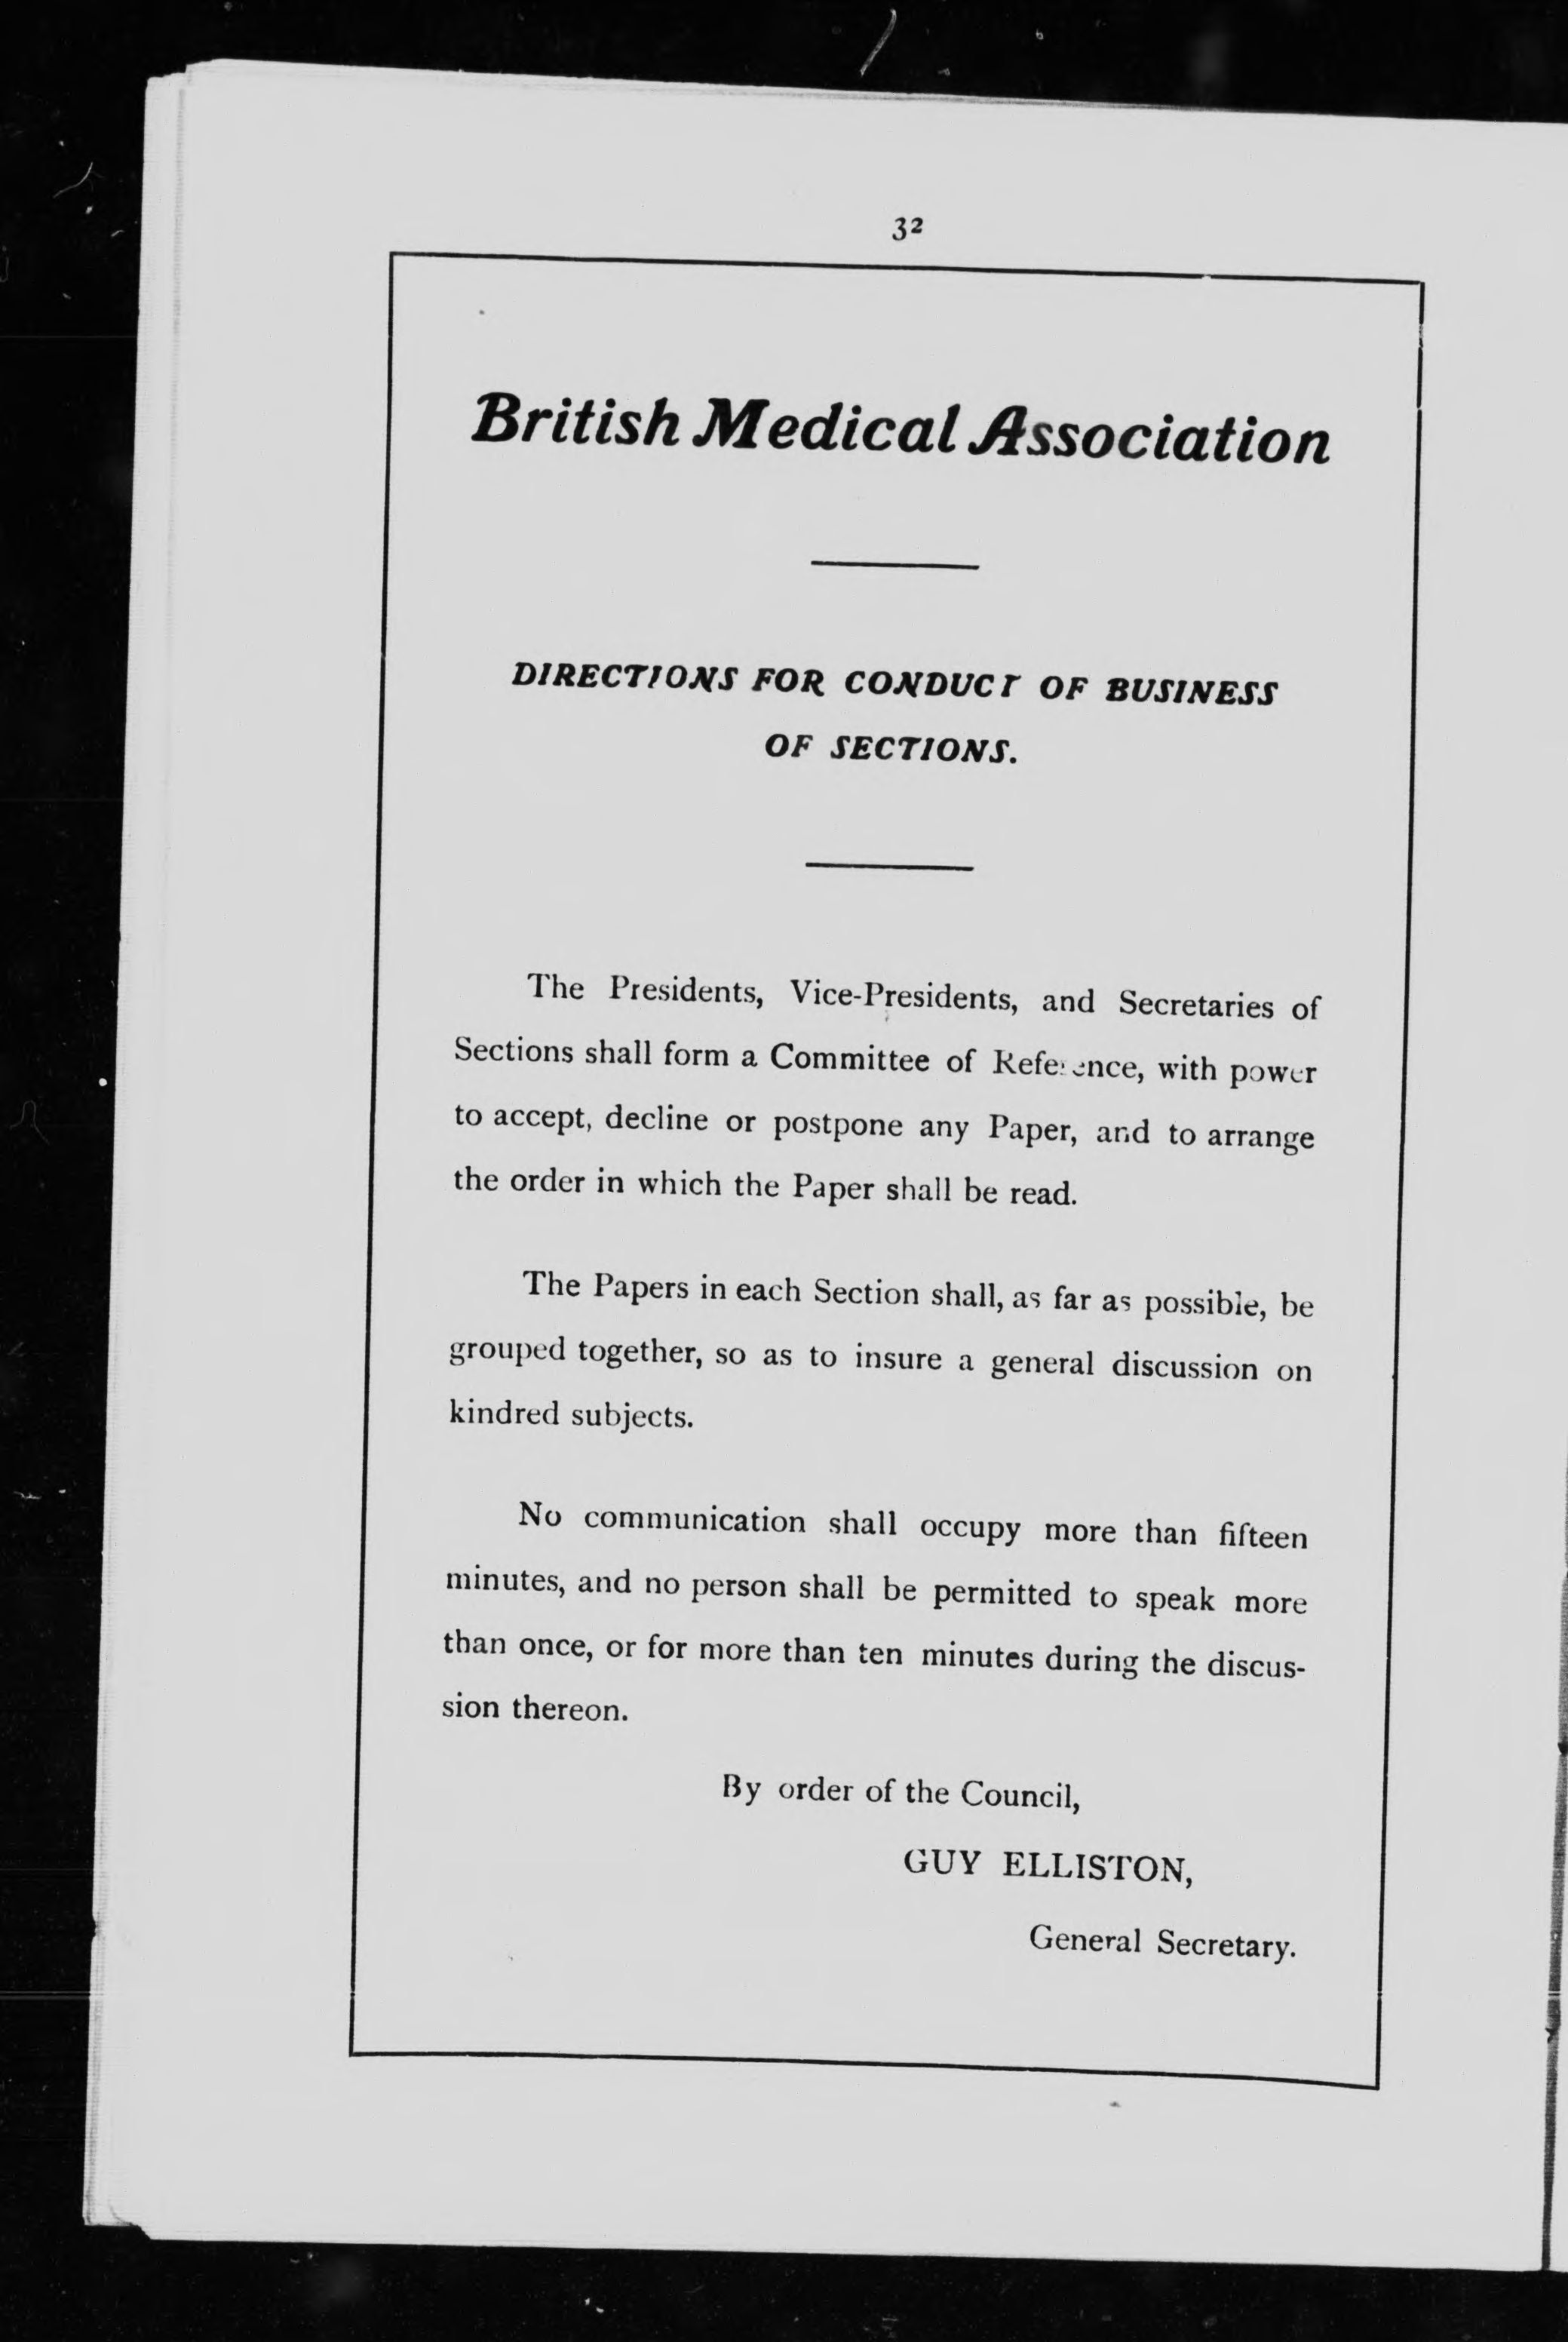 32
British Medical Association
DIRECTIONS FOR CONDUCT OF BUSINESS
OF SECTIONS.
The Presidents, Vice-Presidents, and Secretaries of
Sections shall form a Committee of Reference, with power
to accept, decline or postpone any Paper, and to arrange
the order in which the Paper shall be read.
The Papers in each Section shall, as far as possible, be
grouped together, so as to insure a general discussion on
kindred subjects.
No communication shall occupy more than fifteen
minutes, and no person shall be permitted to speak more
than once, or for more than ten minutes during the discus-
sion thereon.
By order of the Council,
GUY ELLISTON,
General Secretary.